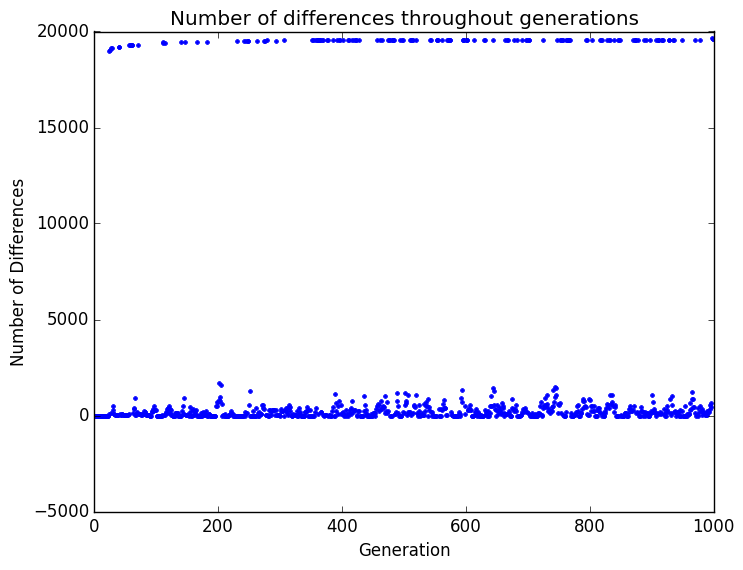 Number of differences throughout generations
20000
15000
10000
5000
0
−5000
Number of Differences
0 200 400 600 800 1000
Generation